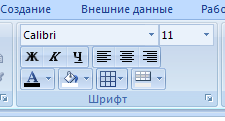 Создание Внешние данные Рабо
Calibri 11
Ж К Ч
А
Шрифт